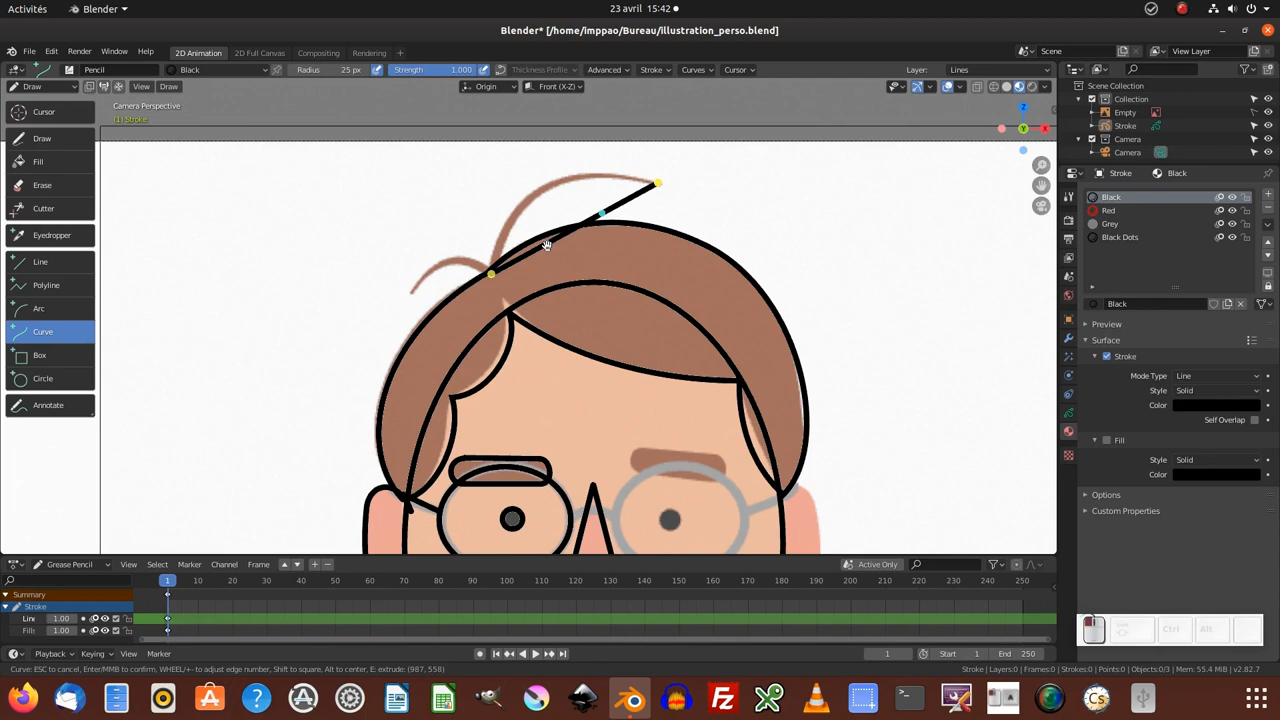 Activités Blender 23 avril 15:42
Blender* [/home/imppao/Bureau/illustration_perso.blend]
File Edit Render Window Help 2D Animation 2D Full Canvas Compositing Rendering + Scene View Layer
Pencil Black Radius 25 px Strength 1.000 Thickness Profile Advanced Stroke Curves Cursor Layer: Lines
Draw View Draw Origin Front (X-Z)
Camera Perspective
(1) Stroke
Cursor
Draw
Fill
Erase
Cutter
Eyedropper
Line
Polyline
Arc
Curve
Box
Circle
Annotate
Z
Y
X
Scene Collection
Collection
Empty
Stroke
Camera
Camera
Stroke Black
Black
Red
Grey
Black Dots
Black
Preview
Surface
Stroke
Mode Type Line
Style Solid
Color
Self Overlap
Fill
Style Solid
Color
Options
Custom Properties
Grease Pencil View Select Marker Channel Frame Active Only
1 10 20 30 40 50 60 70 80 90 100 110 120 130 140 150 160 170 180 190 200 210 220 230 240 250
Summary
Stroke
Line 1.00
Fill 1.00
Playback Keying View Marker 1 Start 1 End 250
Ctrl Alt
Curve: ESC to cancel, Enter/MMB to confirm, WHEEL/+- to adjust edge number, Shift to square, Alt to center, E: extrude: (987, 558) Stroke | Layers:0 | Frames:0 | Strokes:0 | Points:0 | Objects:0/3 | Mem: 55.4 MiB | v2.82.7